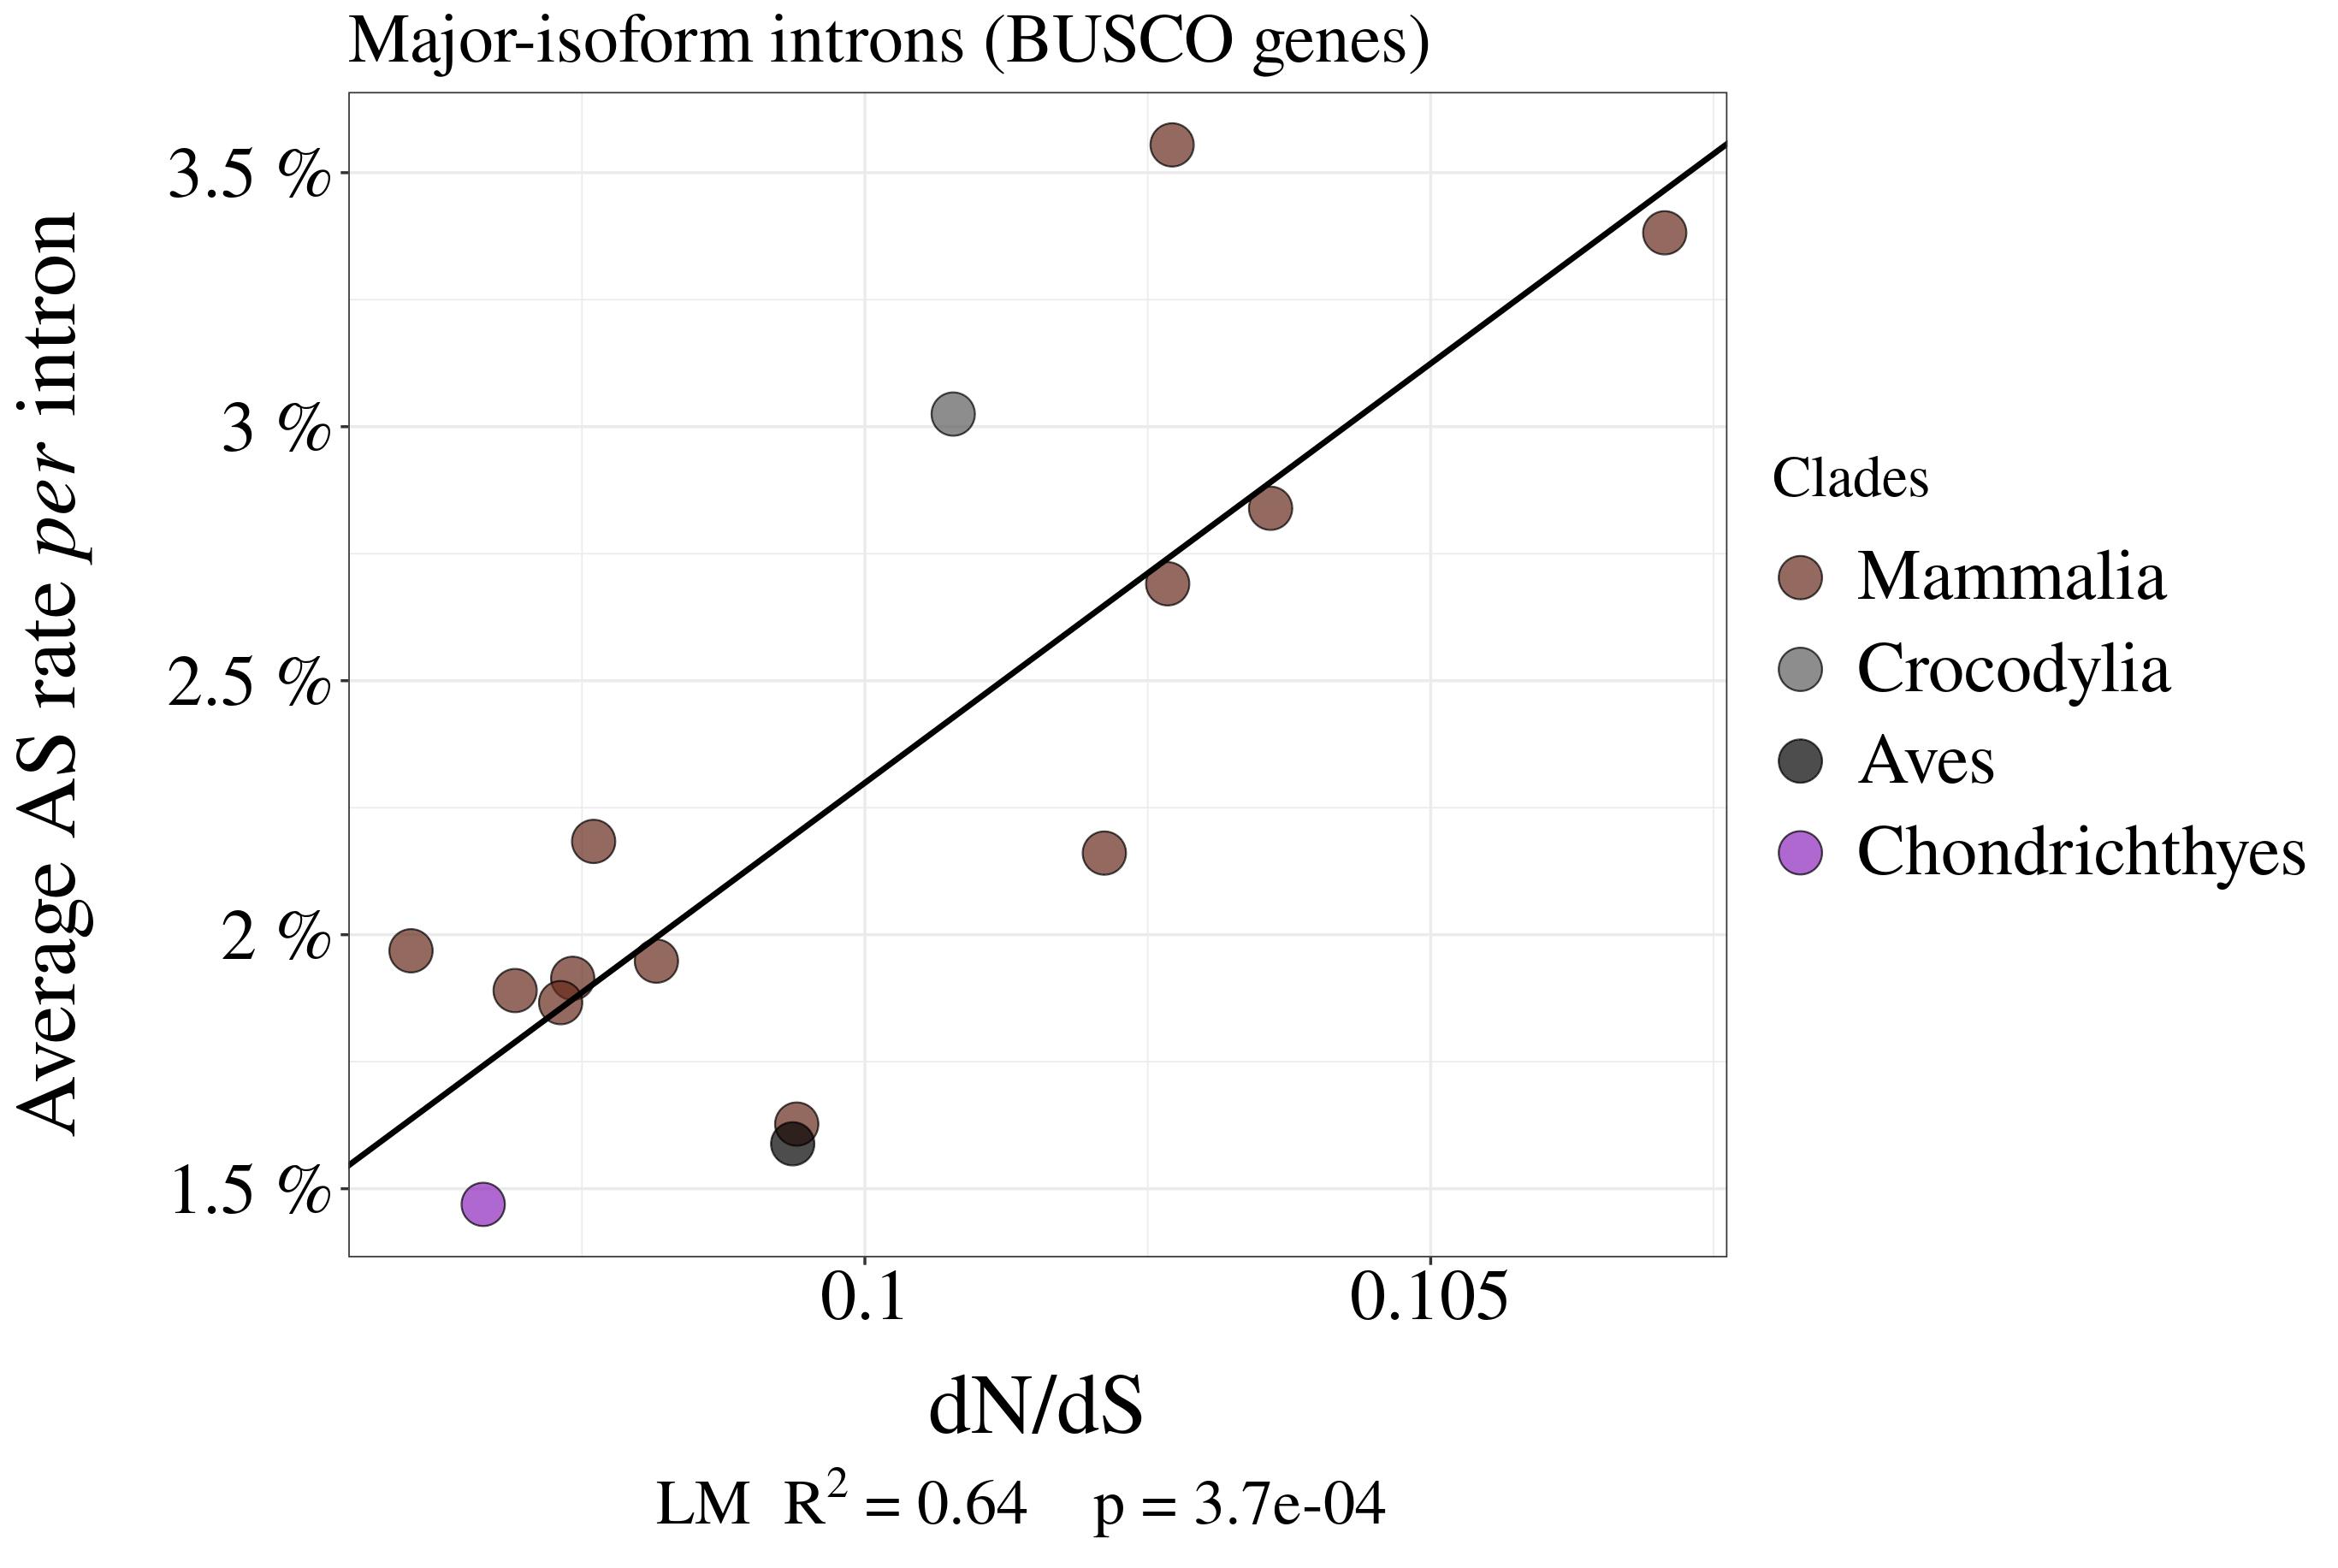 Major-isoform introns (BUSCO genes)
Average AS rate per intron
3.5 %
3 %
2.5 %
2 %
1.5 %
0.1
0.105
dN/dS
LM R² = 0.64 p = 3.7e-04
Clades
Mammalia
Crocodylia
Aves
Chondrichthyes